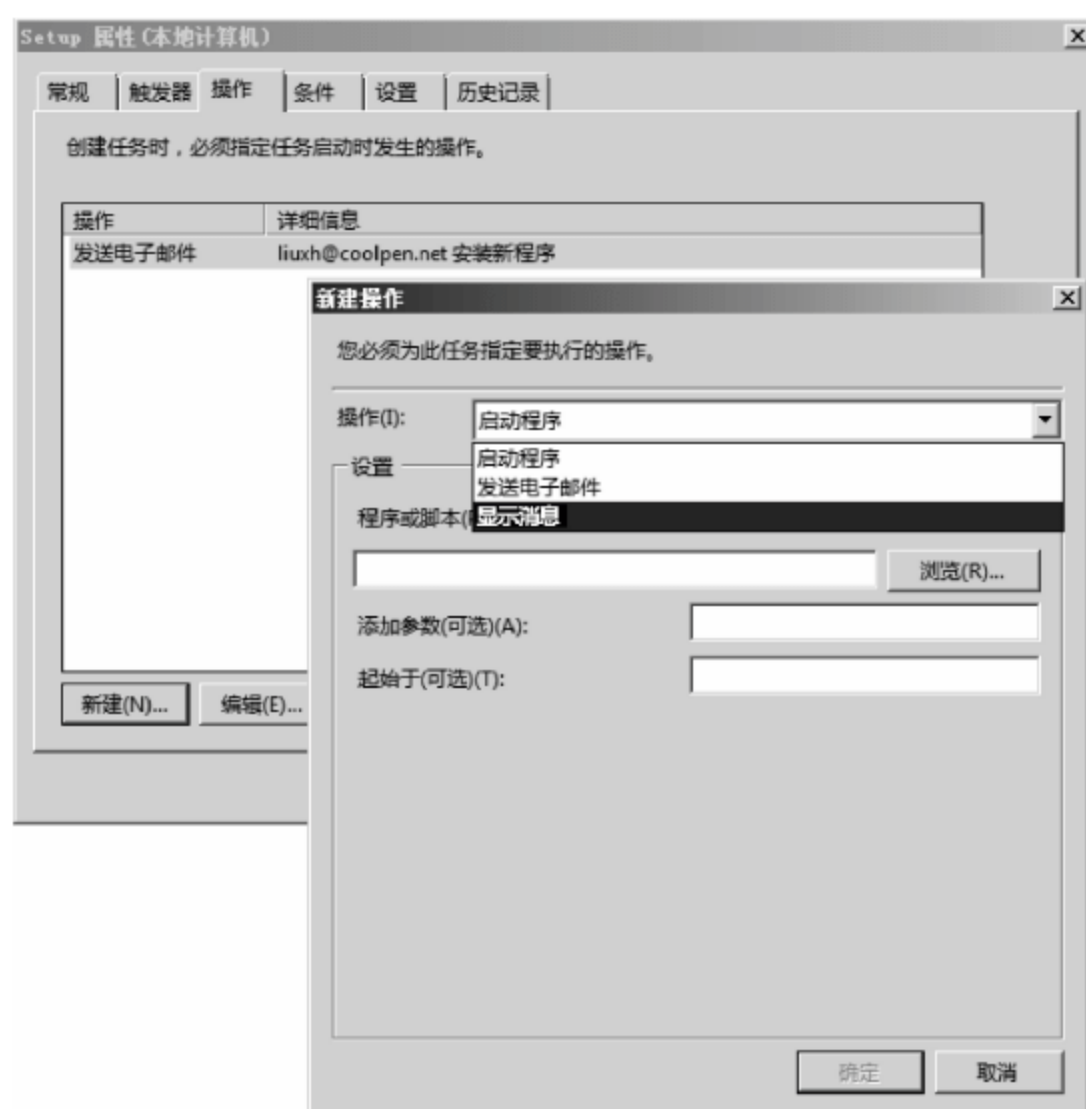 Setup 属性(本地计算机)
常规 触发器 操作 条件 设置 历史记录
创建任务时，必须指定任务启动时发生的操作。
操作 详细信息
发送电子邮件 liuxh@coolpen.net 安装新程序
新建操作
您必须为此任务指定要执行的操作。
操作(I): 启动程序
启动程序
设置
发送电子邮件
程序或脚本(
显示消息
浏览(R)...
添加参数(可选)(A):
起始于(可选)(T):
新建(N)... 编辑(E)...
确定 取消